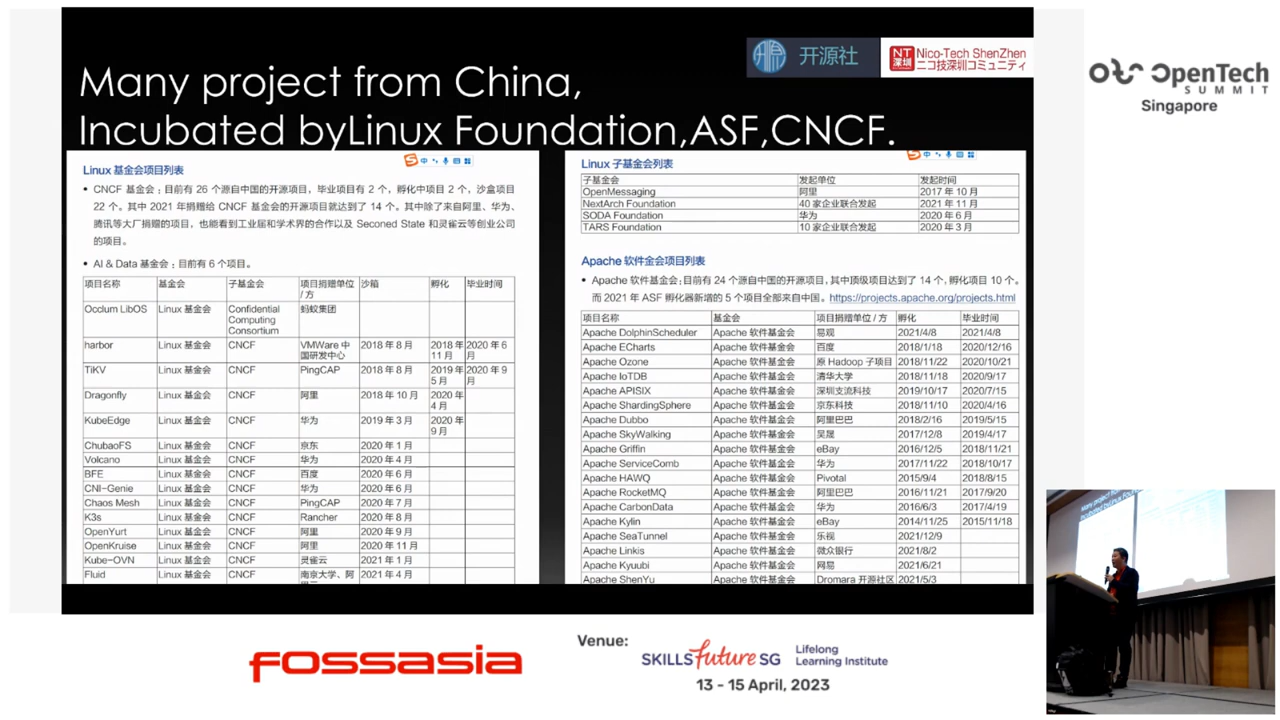 开源社
NT 深圳
Nico-Tech ShenZhen
ニコ技深圳コミュニティ
OpenTech
SUMMIT
Singapore
Many project from China,
Incubated byLinux Foundation,ASF,CNCF.
Linux 基金会项目列表
• CNCF 基金会：目前有 26 个源自中国的开源项目，毕业项目有 2 个，孵化中项目 2 个，沙盒项目
22 个。其中 2021 年捐赠给 CNCF 基金会的开源项目就达到了 14 个。其中除了来自阿里、华为、
腾讯等大厂捐赠的项目，也能看到工业届和学术界的合作以及 Seconed State 和灵雀云等创业公司
的项目。
• AI & Data 基金会：目前有 6 个项目。
项目名称 基金会 子基金会 项目捐赠单位/方 沙箱 孵化 毕业时间
Occlum LibOS Linux 基金会 Confidential Computing Consortium 蚂蚁集团
harbor Linux 基金会 CNCF VMWare 中国研发中心 2018 年 8 月 2018 年 11 月 2020 年 6 月
TiKV Linux 基金会 CNCF PingCAP 2018 年 8 月 2019 年 5 月 2020 年 9 月
Dragonfly Linux 基金会 CNCF 阿里 2018 年 10 月 2020 年 4 月
KubeEdge Linux 基金会 CNCF 华为 2019 年 3 月 2020 年 9 月
ChubaoFS Linux 基金会 CNCF 京东 2020 年 1 月
Volcano Linux 基金会 CNCF 华为 2020 年 4 月
BFE Linux 基金会 CNCF 百度 2020 年 6 月
CNI-Genie Linux 基金会 CNCF 华为 2020 年 6 月
Chaos Mesh Linux 基金会 CNCF PingCAP 2020 年 7 月
K3s Linux 基金会 CNCF Rancher 2020 年 8 月
OpenYurt Linux 基金会 CNCF 阿里 2020 年 9 月
OpenKruise Linux 基金会 CNCF 阿里 2020 年 11 月
Kube-OVN Linux 基金会 CNCF 灵雀云 2021 年 1 月
Fluid Linux 基金会 CNCF 南京大学、阿 2021 年 4 月
Linux 子基金会列表
子基金会 发起单位 发起时间
OpenMessaging 阿里 2017 年 10 月
NextArch Foundation 40 家企业联合发起 2021 年 11 月
SODA Foundation 华为 2020 年 6 月
TARS Foundation 10 家企业联合发起 2020 年 3 月
Apache 软件金会项目列表
• Apache 软件基金会：目前有 24 个源自中国的开源项目，其中顶级项目达到了 14 个，孵化项目 10 个。
而 2021 年 ASF 孵化器新增的 5 个项目全部来自中国。https://projects.apache.org/projects.html
项目名称 基金会 项目捐赠单位 / 方 孵化 毕业时间
Apache DolphinScheduler Apache 软件基金会 易观 2021/4/8 2021/4/8
Apache ECharts Apache 软件基金会 百度 2018/1/18 2020/12/16
Apache Ozone Apache 软件基金会 原 Hadoop 子项目 2018/11/22 2020/10/21
Apache IoTDB Apache 软件基金会 清华大学 2018/11/18 2020/9/17
Apache APISIX Apache 软件基金会 深圳支流科技 2019/10/17 2020/7/15
Apache ShardingSphere Apache 软件基金会 京东科技 2018/11/10 2020/4/16
Apache Dubbo Apache 软件基金会 阿里巴巴 2018/2/16 2019/5/15
Apache SkyWalking Apache 软件基金会 吴晟 2017/12/8 2019/4/17
Apache Griffin Apache 软件基金会 eBay 2016/12/5 2018/11/21
Apache ServiceComb Apache 软件基金会 华为 2017/11/22 2018/10/17
Apache HAWQ Apache 软件基金会 Pivotal 2015/9/4 2018/8/15
Apache RocketMQ Apache 软件基金会 阿里巴巴 2016/11/21 2017/9/20
Apache CarbonData Apache 软件基金会 华为 2016/6/3 2017/4/19
Apache Kylin Apache 软件基金会 eBay 2014/11/25 2015/11/18
Apache SeaTunnel Apache 软件基金会 乐视 2021/12/9
Apache Linkis Apache 软件基金会 微众银行 2021/8/2
Apache Kyuubi Apache 软件基金会 网易 2021/6/21
Apache ShenYu Apache 软件基金会 Dromara 开源社区 2021/5/3
FOSSASIA
Venue:
SKILLS future SG
Lifelong
Learning Institute
13 - 15 April, 2023